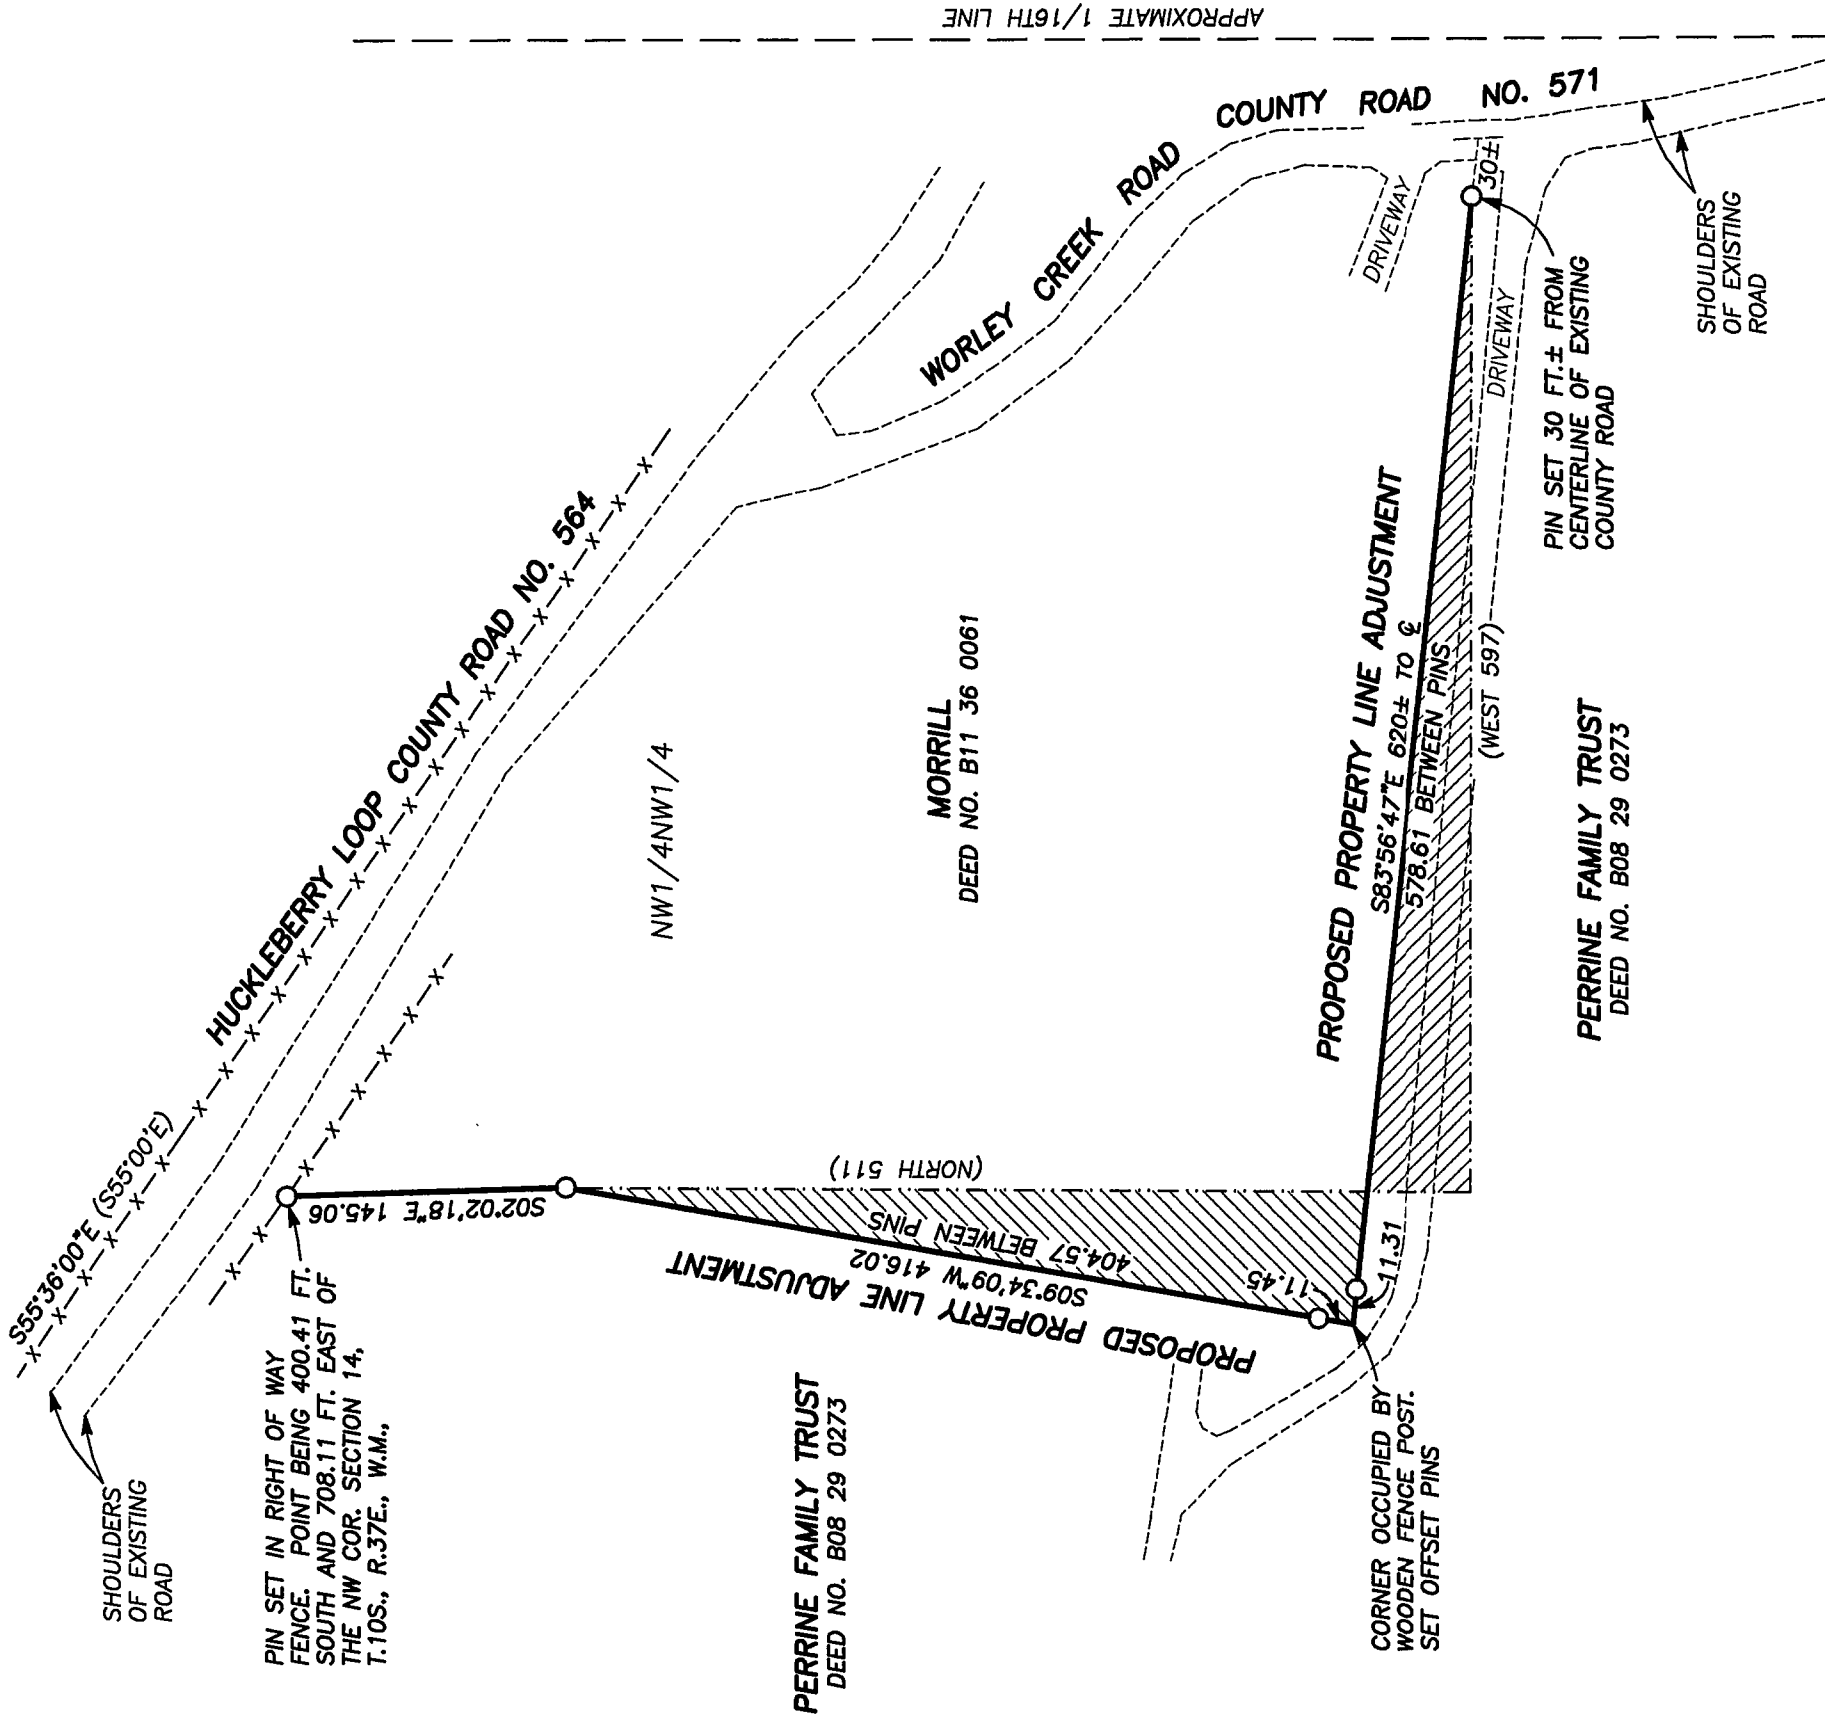 APPROXIMATE 1/16TH LINE
COUNTY ROAD NO. 571
WORLEY CREEK ROAD
HUCKLEBERRY LOOP COUNTY ROAD NO. 564
S55°36'00"E (S55°00'E)
SHOULDERS
OF EXISTING
ROAD
PIN SET IN RIGHT OF WAY
FENCE. POINT BEING 400.41 FT.
SOUTH AND 708.11 FT. EAST OF
THE NW COR. SECTION 14,
T.10S., R.37E., W.M.,
S02°02'18"E 145.06
NW1/4NW1/4
MORRILL
DEED NO. B11 36 0061
(NORTH 511)
404.57 BETWEEN PINS
S09°34'09"W 416.02
PROPOSED PROPERTY LINE ADJUSTMENT
11.45
11.31
PERRINE FAMILY TRUST
DEED NO. B08 29 0273
CORNER OCCUPIED BY
WOODEN FENCE POST.
SET OFFSET PINS
PROPOSED PROPERTY LINE ADJUSTMENT
S83°56'47"E 620± TO ℄
578.61 BETWEEN PINS
(WEST 597)
DRIVEWAY
DRIVEWAY
30±
PIN SET 30 FT.± FROM
CENTERLINE OF EXISTING
COUNTY ROAD
SHOULDERS
OF EXISTING
ROAD
PERRINE FAMILY TRUST
DEED NO. B08 29 0273
X X X X X X X X X X X X X X X X X X X X X X
X X X X X X X